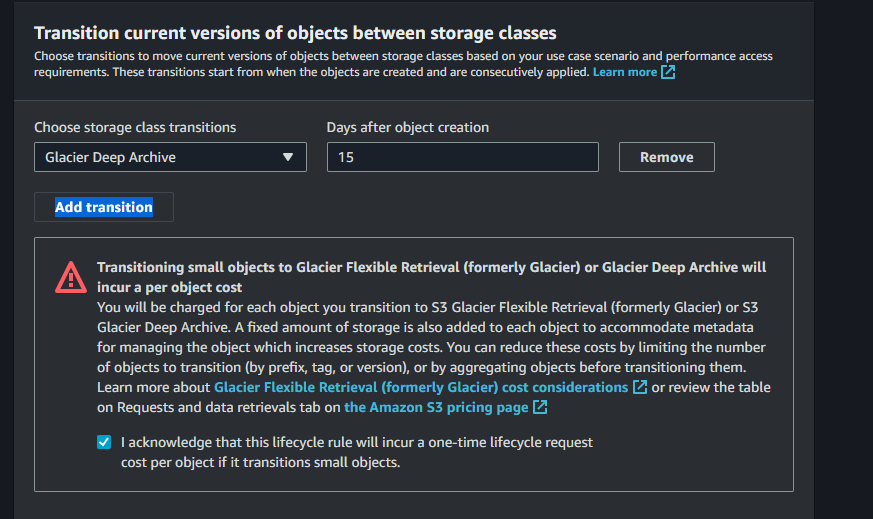 Transition current versions of objects between storage classes
Choose transitions to move current versions of objects between storage classes based on your use case scenario and performance access
requirements. These transitions start from when the objects are created and are consecutively applied. Learn more
Choose storage class transitions
Days after object creation
Glacier Deep Archive
15
Remove
Add transition
Transitioning small objects to Glacier Flexible Retrieval (formerly Glacier) or Glacier Deep Archive will
incur a per object cost
You will be charged for each object you transition to S3 Glacier Flexible Retrieval (formerly Glacier) or S3
Glacier Deep Archive. A fixed amount of storage is also added to each object to accommodate metadata
for managing the object which increases storage costs. You can reduce these costs by limiting the number
of objects to transition (by prefix, tag, or version), or by aggregating objects before transitioning them.
Learn more about Glacier Flexible Retrieval (formerly Glacier) cost considerations or review the table
on Requests and data retrievals tab on the Amazon S3 pricing page
I acknowledge that this lifecycle rule will incur a one-time lifecycle request
cost per object if it transitions small objects.